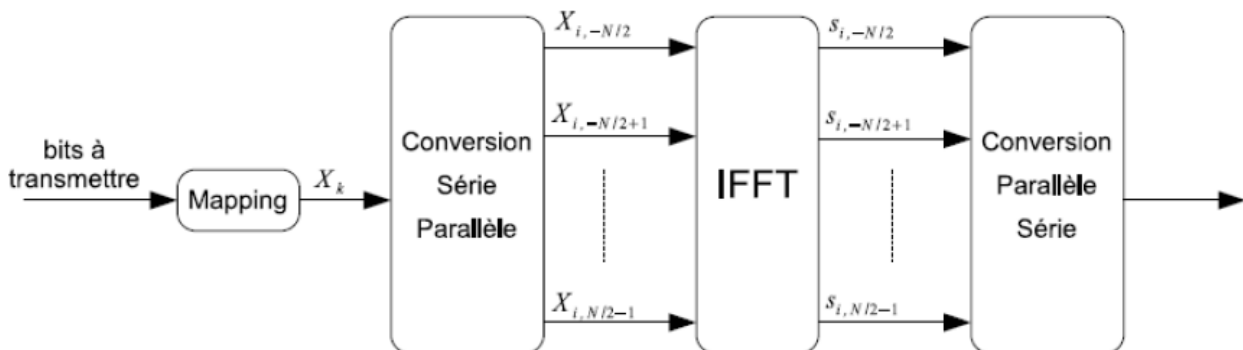 bits à
transmettre
Mapping
X_k
Conversion
Série
Parallèle
X_{i,-N/2}
X_{i,-N/2+1}
X_{i,N/2-1}
IFFT
s_{i,-N/2}
s_{i,-N/2+1}
s_{i,N/2-1}
Conversion
Parallèle
Série